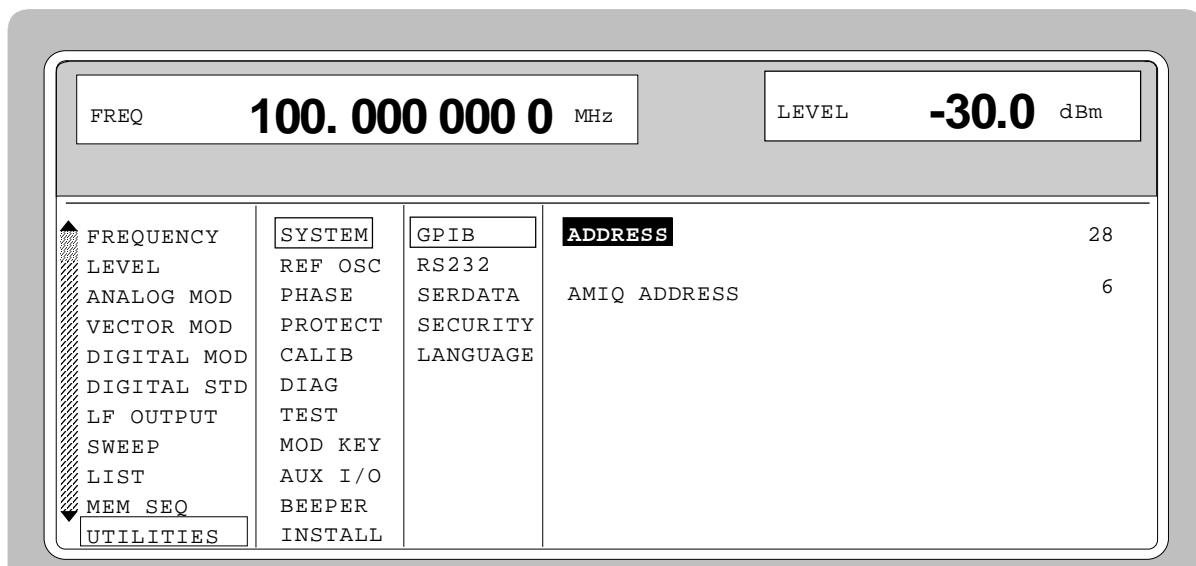 FREQ 100. 000 000 0 MHz LEVEL -30.0 dBm
FREQUENCY SYSTEM GPIB ADDRESS 28
LEVEL REF OSC RS232
ANALOG MOD PHASE SERDATA AMIQ ADDRESS 6
VECTOR MOD PROTECT SECURITY
DIGITAL MOD CALIB LANGUAGE
DIGITAL STD DIAG
LF OUTPUT TEST
SWEEP MOD KEY
LIST AUX I/O
MEM SEQ BEEPER
UTILITIES INSTALL